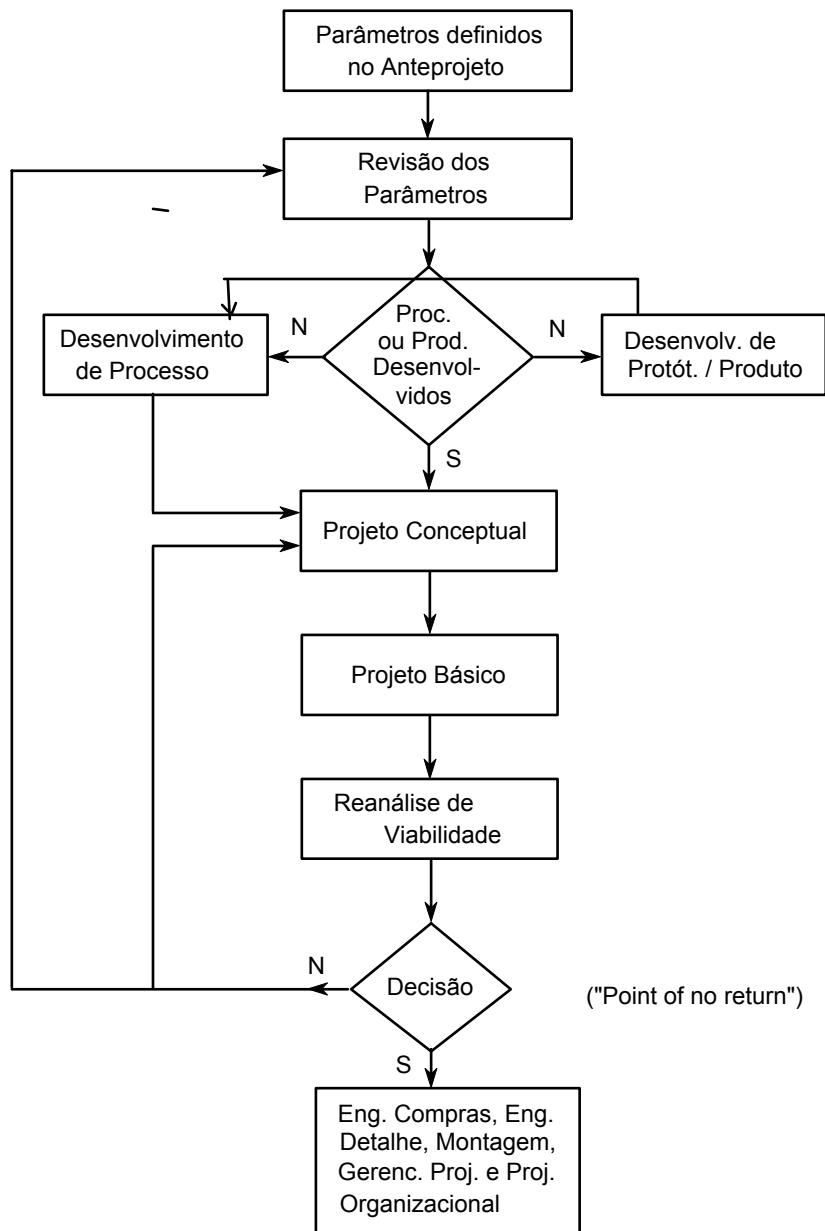 Parâmetros definidos
no Anteprojeto
Revisão dos
Parâmetros
N
Proc.
ou Prod.
Desenvol-
vidos
N
Desenvolvimento
de Processo
Desenvolv. de
Protót. / Produto
S
Projeto Conceptual
Projeto Básico
Reanálise de
Viabilidade
N
Decisão
("Point of no return")
S
Eng. Compras, Eng.
Detalhe, Montagem,
Gerenc. Proj. e Proj.
Organizacional